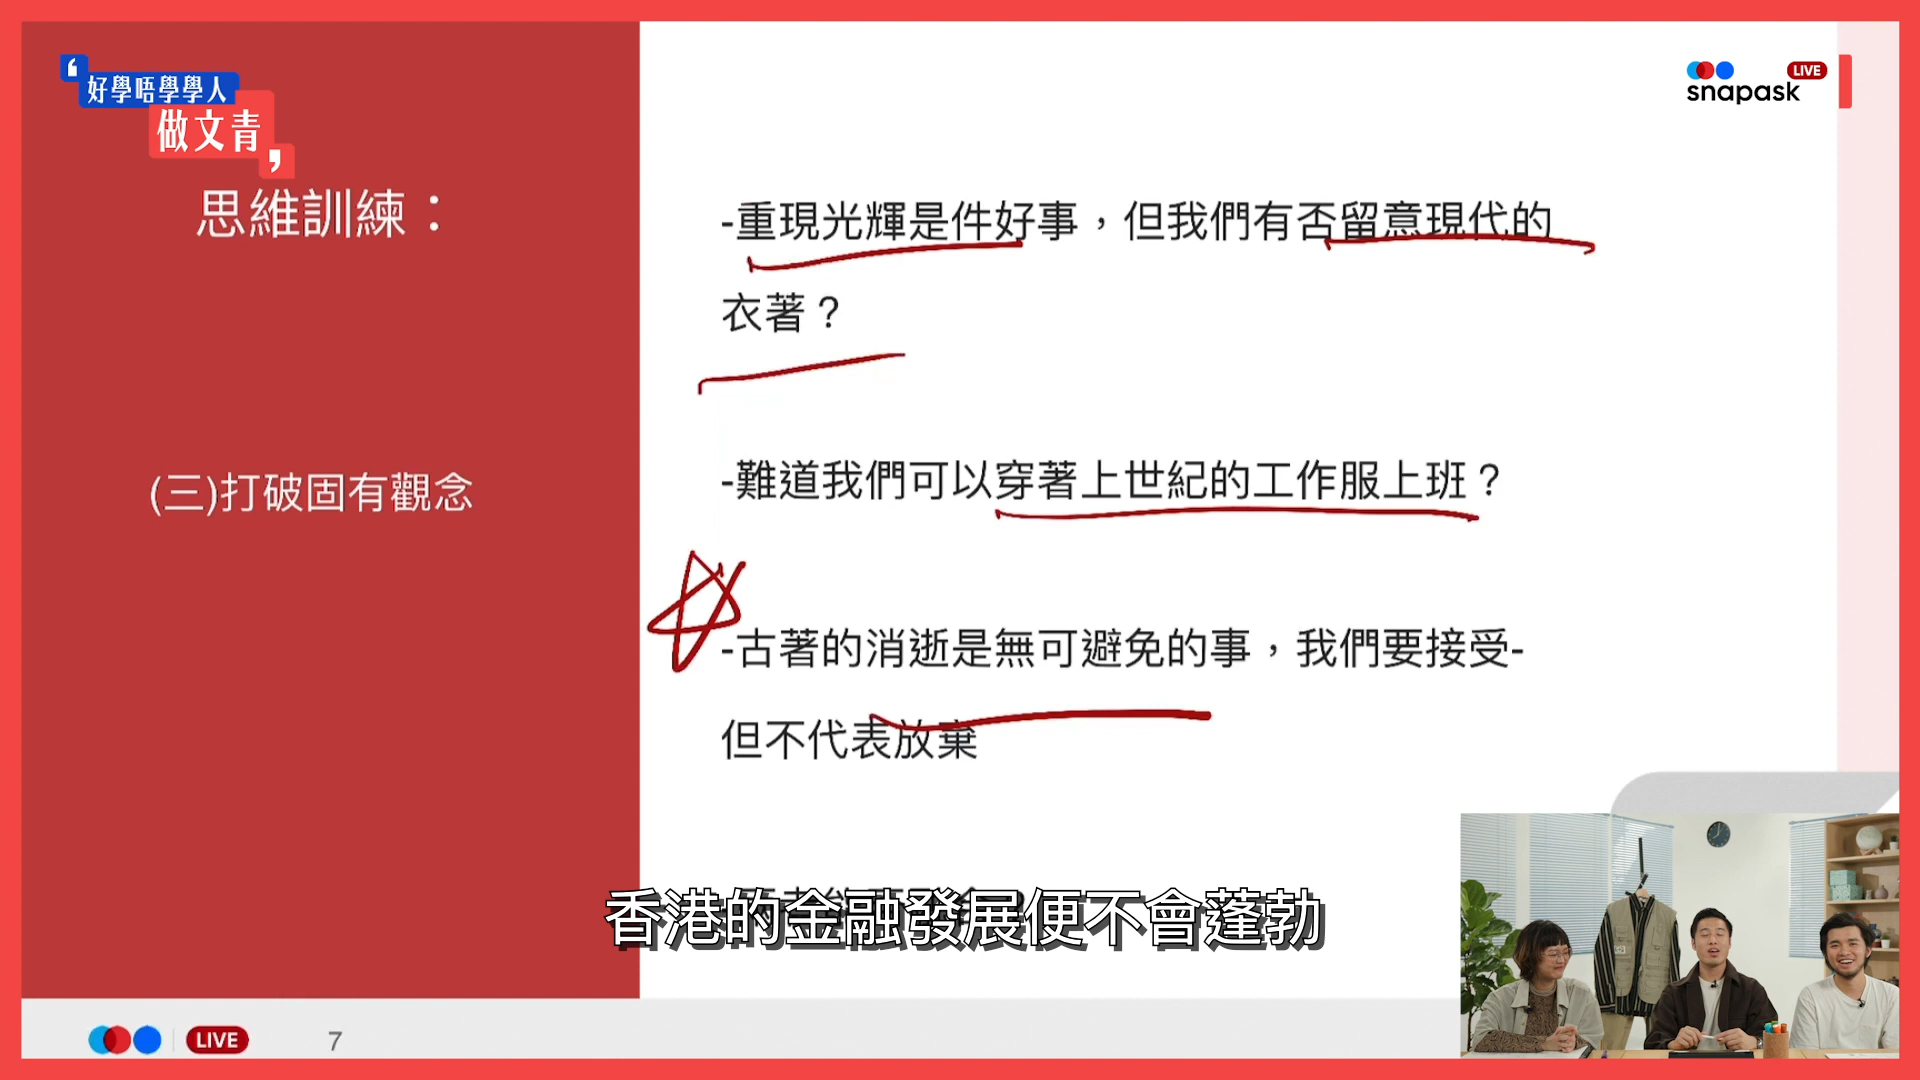 好學唔學學人
做文青
snapask
LIVE
思維訓練：
-重現光輝是件好事，但我們有否留意現代的
衣著？
(三)打破固有觀念
-難道我們可以穿著上世紀的工作服上班？
-古著的消逝是無可避免的事，我們要接受-
但不代表放棄
香港的金融發展便不會蓬勃
LIVE
7